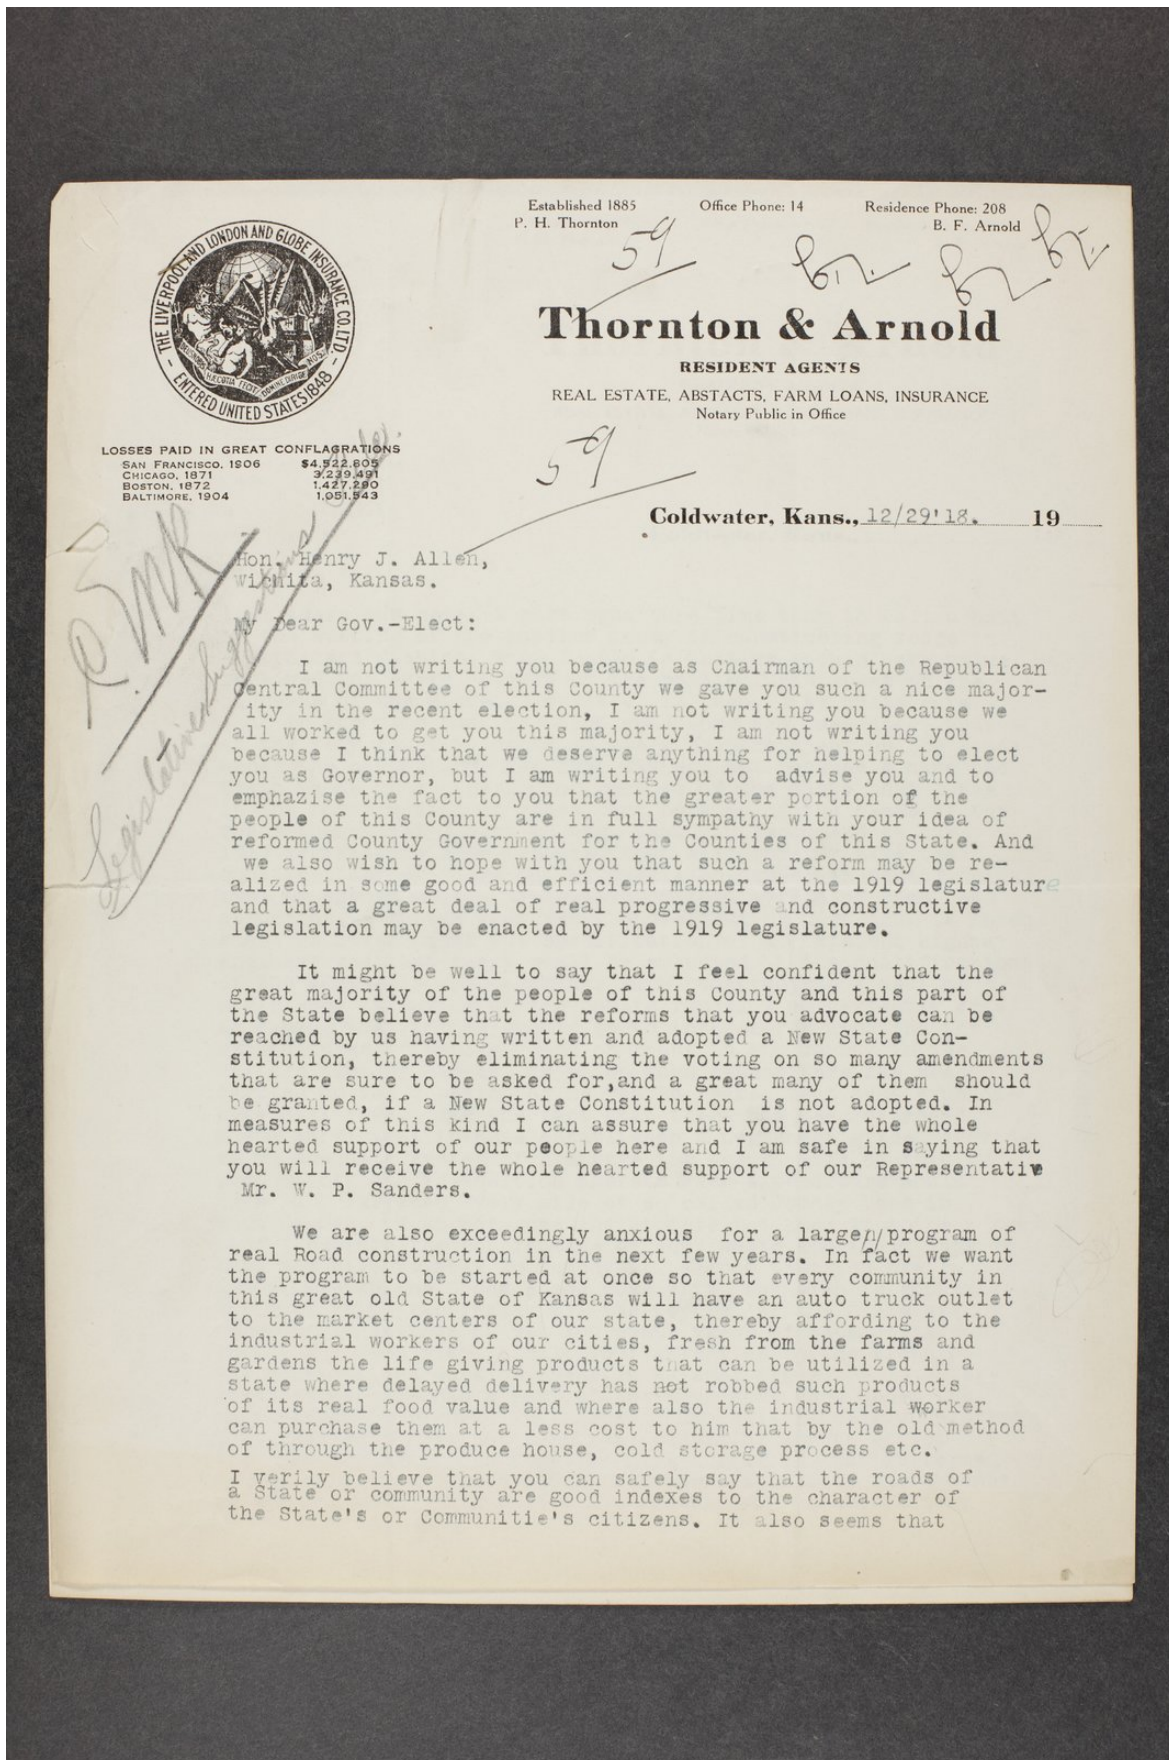 Established 1885 Office Phone: 14 Residence Phone: 208
P. H. Thornton B. F. Arnold
59
THE LIVERPOOL AND LONDON AND GLOBE INSURANCE CO. LTD.
ENTERED UNITED STATES 1848
Thornton & Arnold
RESIDENT AGENTS
REAL ESTATE, ABSTACTS, FARM LOANS, INSURANCE
Notary Public in Office
LOSSES PAID IN GREAT CONFLAGRATIONS
SAN FRANCISCO, 1906 $4,522,805
CHICAGO, 1871 3,239,491
BOSTON, 1872 1,427,290
BALTIMORE, 1904 1,051,543
59
Coldwater, Kans., 12/29'18. 19
Legislative Suggestions
Hon. Henry J. Allen,
Wichita, Kansas.
My Dear Gov.-Elect:
I am not writing you because as Chairman of the Republican
Central Committee of this County we gave you such a nice major-
ity in the recent election, I am not writing you because we
all worked to get you this majority, I am not writing you
because I think that we deserve anything for helping to elect
you as Governor, but I am writing you to advise you and to
emphazise the fact to you that the greater portion of the
people of this County are in full sympathy with your idea of
reformed County Government for the Counties of this State. And
we also wish to hope with you that such a reform may be re-
alized in some good and efficient manner at the 1919 legislature
and that a great deal of real progressive and constructive
legislation may be enacted by the 1919 legislature.
It might be well to say that I feel confident that the
great majority of the people of this County and this part of
the State believe that the reforms that you advocate can be
reached by us having written and adopted a New State Con-
stitution, thereby eliminating the voting on so many amendments
that are sure to be asked for,and a great many of them should
be granted, if a New State Constitution is not adopted. In
measures of this kind I can assure that you have the whole
hearted support of our people here and I am safe in saying that
you will receive the whole hearted support of our Representativ
Mr. W. P. Sanders.
We are also exceedingly anxious for a large program of
real Road construction in the next few years. In fact we want
the program to be started at once so that every community in
this great old State of Kansas will have an auto truck outlet
to the market centers of our state, thereby affording to the
industrial workers of our cities, fresh from the farms and
gardens the life giving products that can be utilized in a
state where delayed delivery has not robbed such products
of its real food value and where also the industrial worker
can purchase them at a less cost to him that by the old method
of through the produce house, cold storage process etc.
I verily believe that you can safely say that the roads of
a State or community are good indexes to the character of
the State's or Communitie's citizens. It also seems that